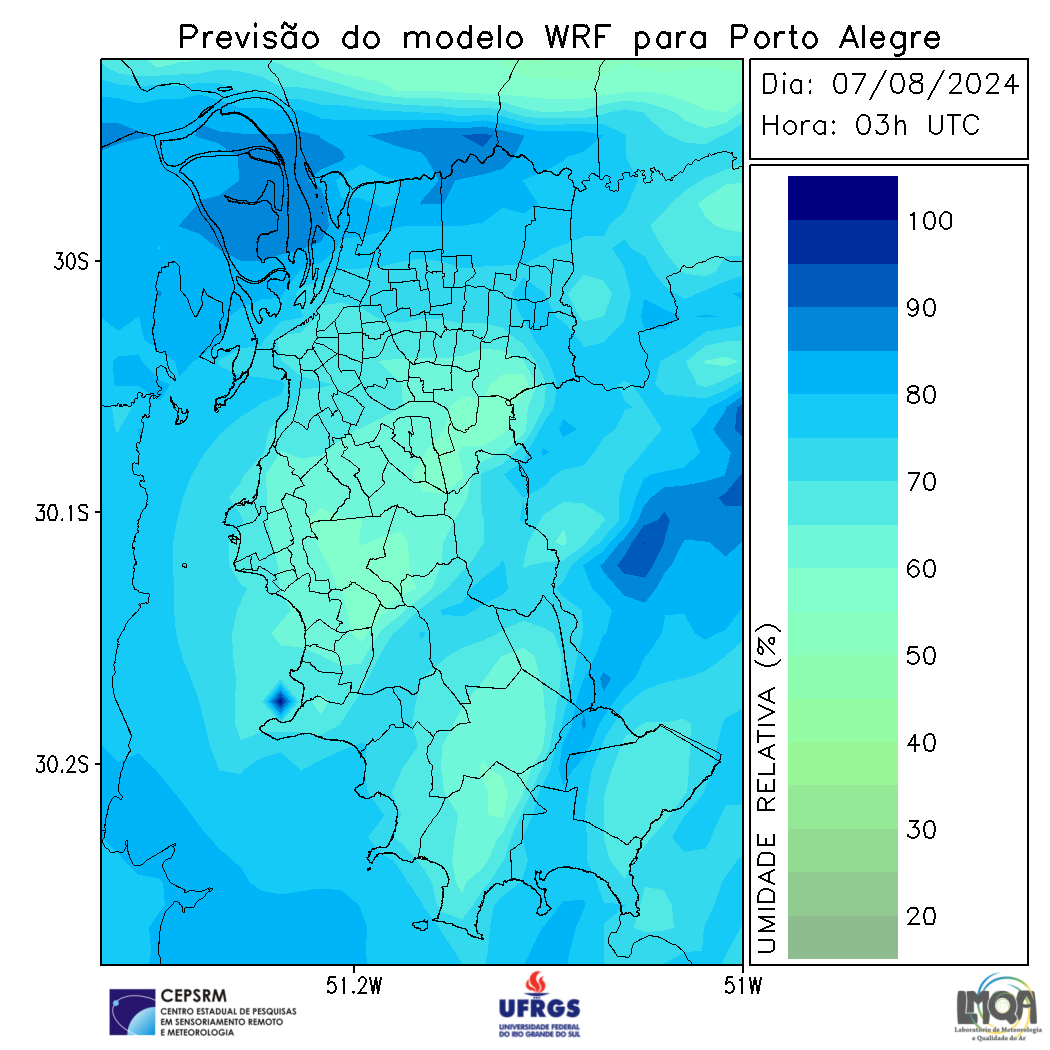 Previsão do modelo WRF para Porto Alegre
Dia: 07/08/2024
Hora: 03h UTC
30S
30.1S
30.2S
51.2W
51W
UMIDADE RELATIVA (%)
100
90
80
70
60
50
40
30
20
CEPSRM
CENTRO ESTADUAL DE PESQUISAS
EM SENSORIAMENTO REMOTO
E METEOROLOGIA
UFRGS
UNIVERSIDADE FEDERAL
DO RIO GRANDE DO SUL
LMQA
Laboratório de Meteorologia
e Qualidade do Ar